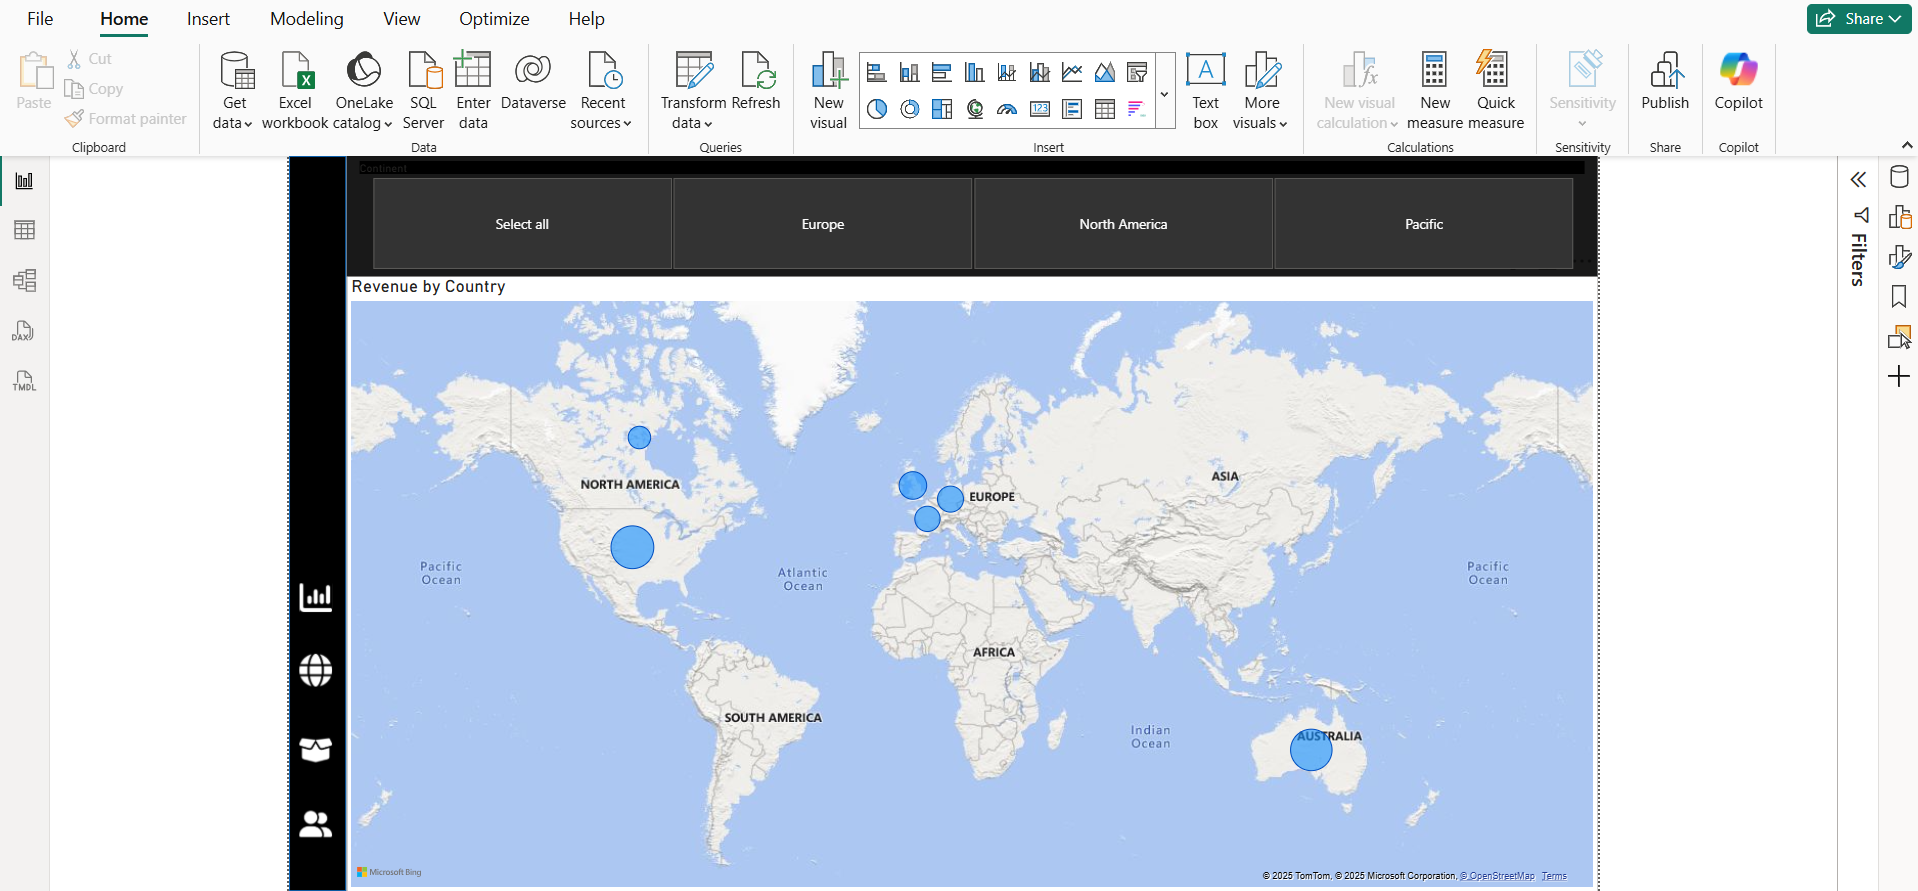 File Home Insert Modeling View Optimize Help
Share
Paste
Cut
Copy
Format painter
Clipboard
Get data
Excel workbook
OneLake catalog
SQL Server
Enter data
Dataverse
Recent sources
Data
Transform data
Refresh
Queries
New visual
123
A
Text box
More visuals
Insert
fx
New visual calculation
New measure
Quick measure
Calculations
Sensitivity
Sensitivity
Publish
Share
Copilot
Copilot
DAX
TMDL
Filters
Continent
Select all
Europe
North America
Pacific
Revenue by Country
NORTH AMERICA
EUROPE
ASIA
Pacific
Ocean
Atlantic
Ocean
Pacific
Ocean
AFRICA
SOUTH AMERICA
Indian
Ocean
AUSTRALIA
Microsoft Bing
© 2025 TomTom, © 2025 Microsoft Corporation, © OpenStreetMap Terms